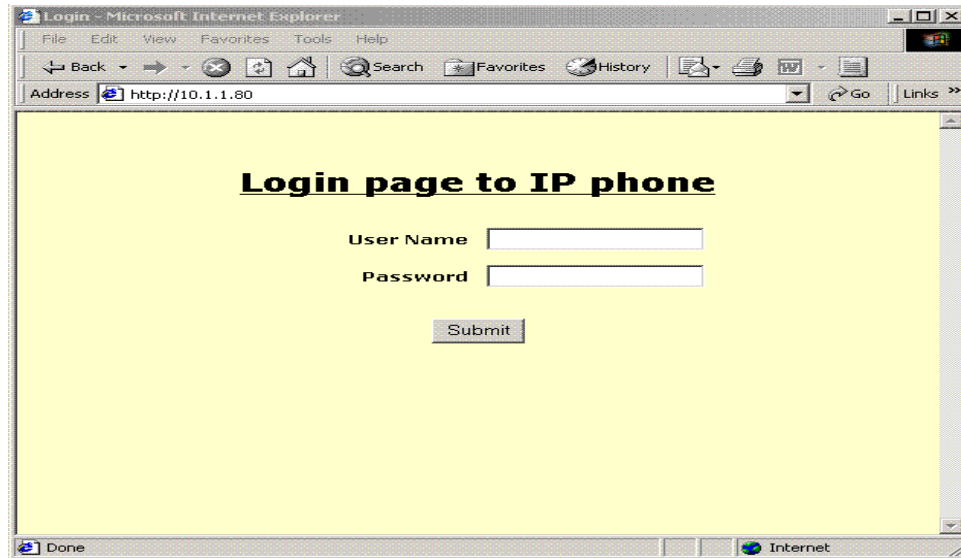 Login - Microsoft Internet Explorer
File Edit View Favorites Tools Help
Back Search Favorites History
Address http://10.1.1.80 Go Links »
Login page to IP phone
User Name
Password
Submit
Done Internet